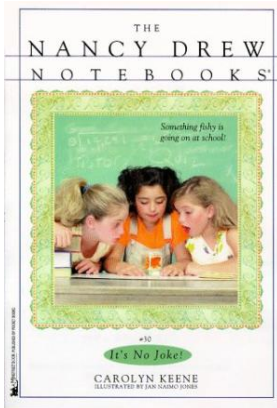 THE
NANCY DREW
NOTEBOOKS®
Something fishy is
going on at school!
#30
It's No Joke!
CAROLYN KEENE
ILLUSTRATED BY JAN NAIMO JONES